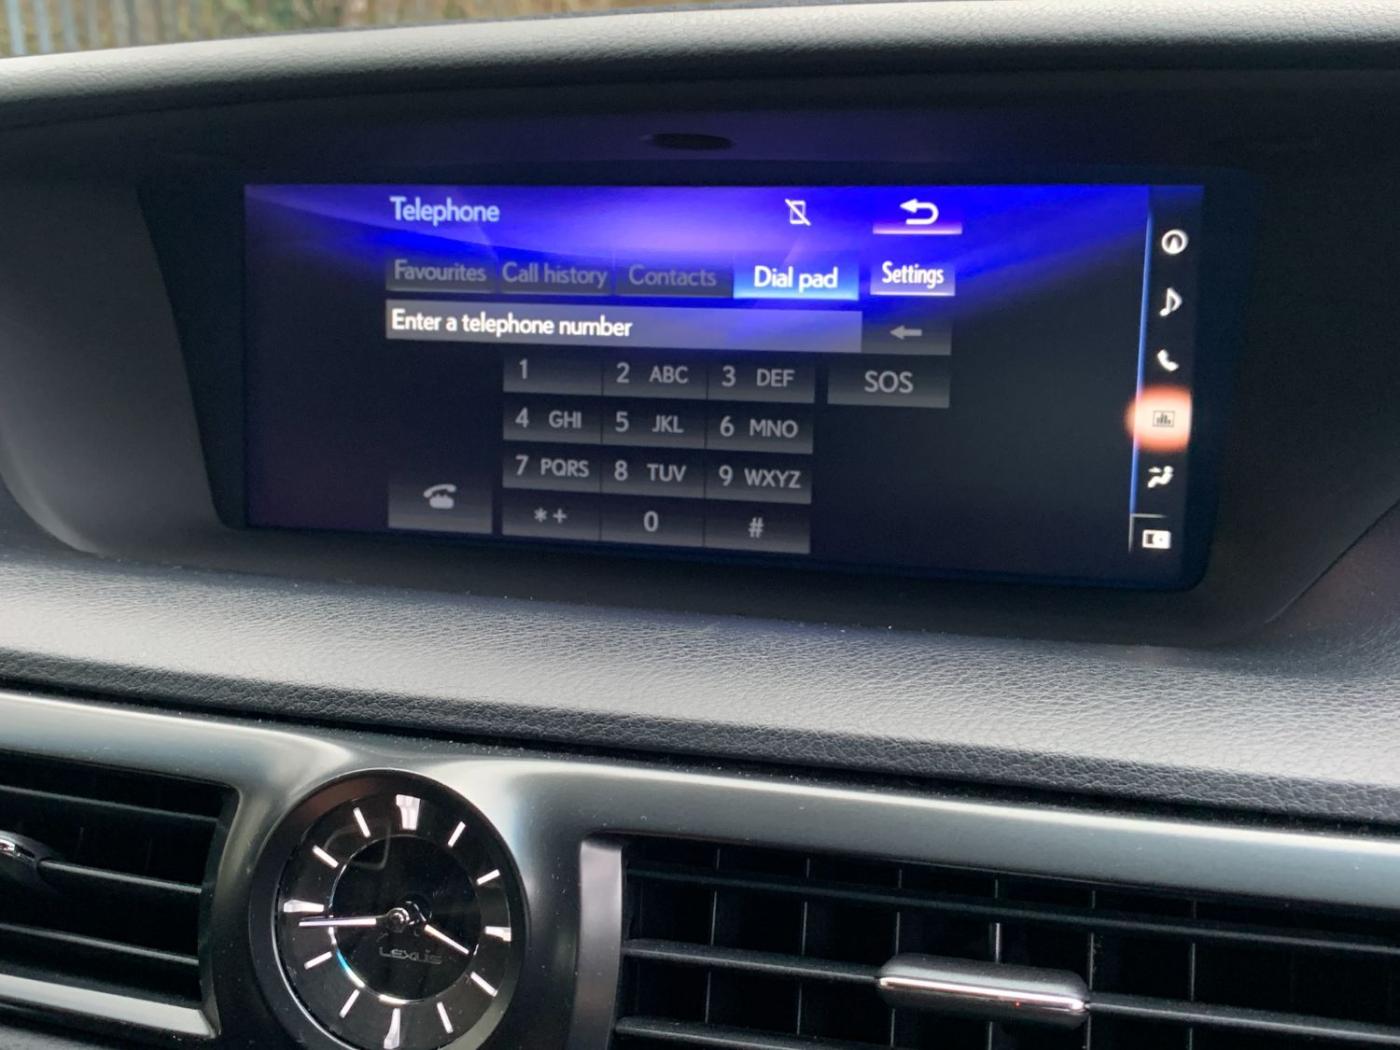 Telephone
Favourites Call history Contacts Dial pad Settings
Enter a telephone number
1 2 ABC 3 DEF SOS
4 GHI 5 JKL 6 MNO
7 PQRS 8 TUV 9 WXYZ
*+ 0 #
LEXUS